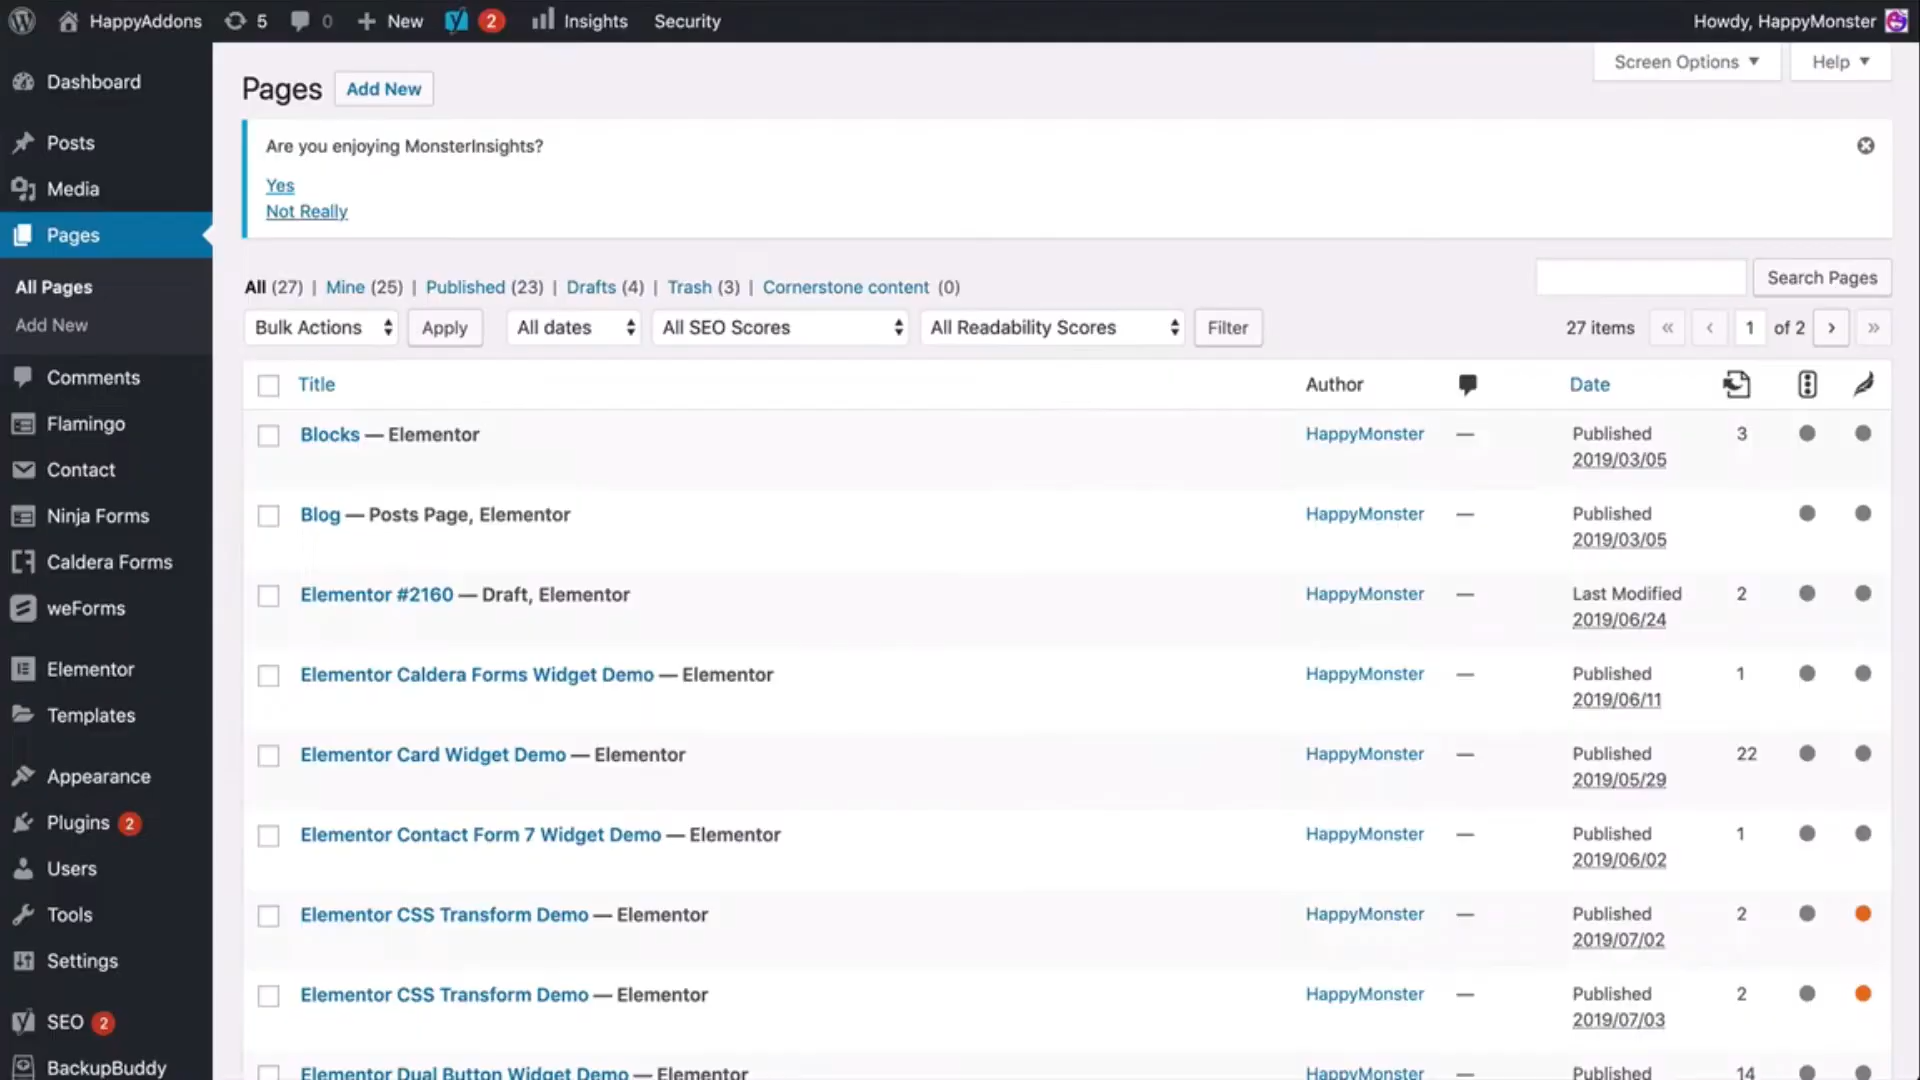 HappyAddons 5 0 New 2 Insights Security Howdy, HappyMonster
Dashboard
Posts
Media
Pages
All Pages
Add New
Comments
Flamingo
Contact
Ninja Forms
Caldera Forms
weForms
Elementor
Templates
Appearance
Plugins 2
Users
Tools
Settings
SEO 2
BackupBuddy
Screen Options Help
Pages Add New
Are you enjoying MonsterInsights?
Yes
Not Really
All (27) | Mine (25) | Published (23) | Drafts (4) | Trash (3) | Cornerstone content (0)
Search Pages
Bulk Actions Apply All dates All SEO Scores All Readability Scores Filter 27 items « ‹ 1 of 2 › »
Title Author Date
Blocks — Elementor HappyMonster — Published 3
2019/03/05
Blog — Posts Page, Elementor HappyMonster — Published
2019/03/05
Elementor #2160 — Draft, Elementor HappyMonster — Last Modified 2
2019/06/24
Elementor Caldera Forms Widget Demo — Elementor HappyMonster — Published 1
2019/06/11
Elementor Card Widget Demo — Elementor HappyMonster — Published 22
2019/05/29
Elementor Contact Form 7 Widget Demo — Elementor HappyMonster — Published 1
2019/06/02
Elementor CSS Transform Demo — Elementor HappyMonster — Published 2
2019/07/02
Elementor CSS Transform Demo — Elementor HappyMonster — Published 2
2019/07/03
Elementor Dual Button Widget Demo — Elementor HappyMonster — Published 14